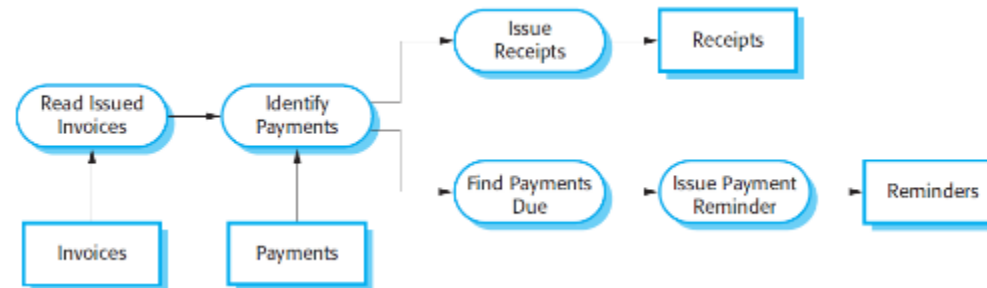 Issue
Receipts
Receipts
Read Issued
Invoices
Identify
Payments
Find Payments
Due
Issue Payment
Reminder
Reminders
Invoices
Payments